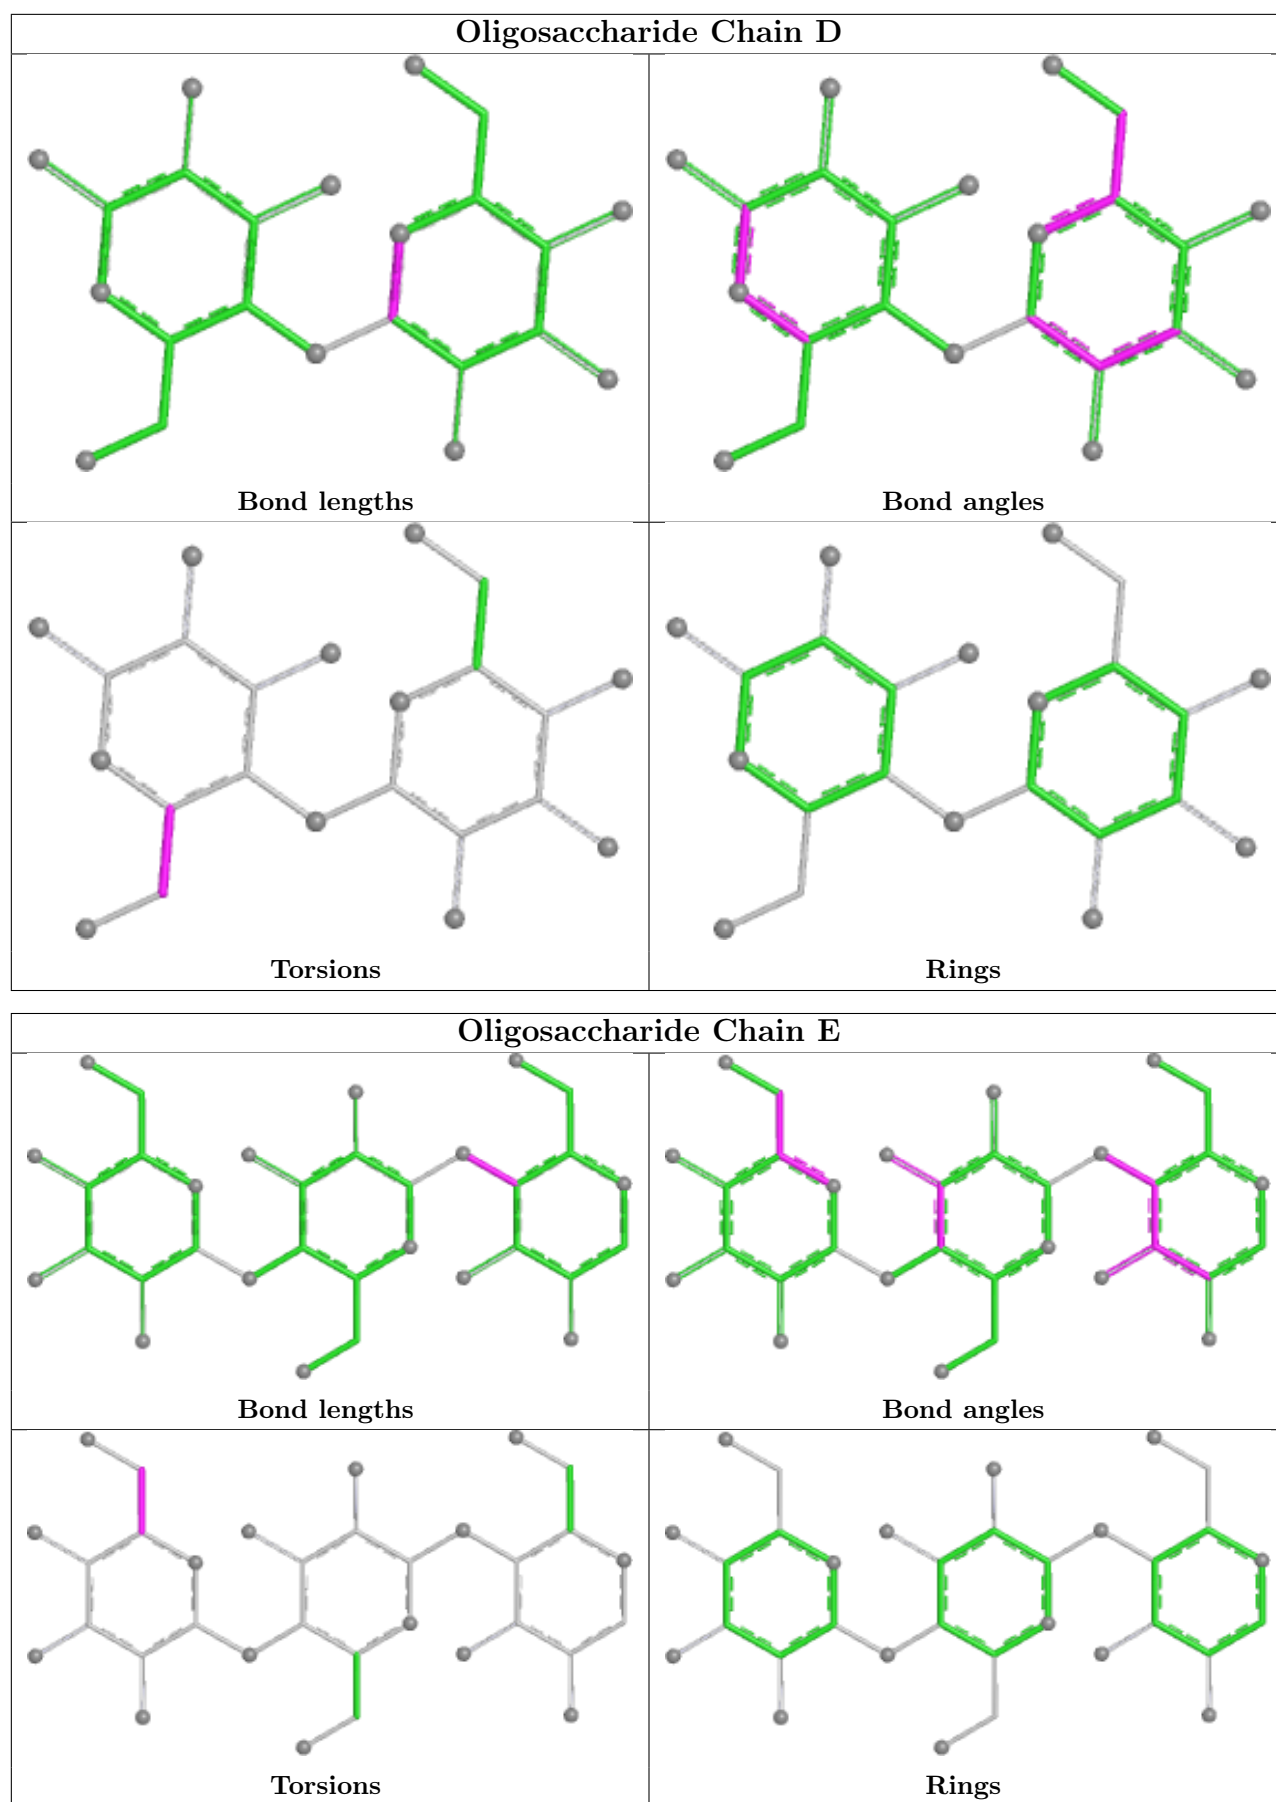 Oligosaccharide Chain D
Bond lengths
Bond angles
Torsions
Rings
Oligosaccharide Chain E
Bond lengths
Bond angles
Torsions
Rings